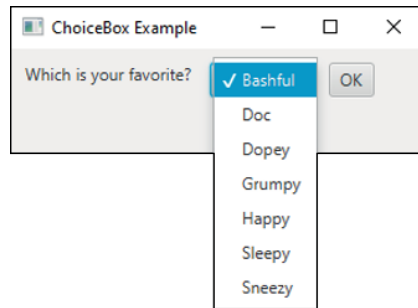 ChoiceBox Example
Which is your favorite? ✓ Bashful OK
Doc
Dopey
Grumpy
Happy
Sleepy
Sneezy